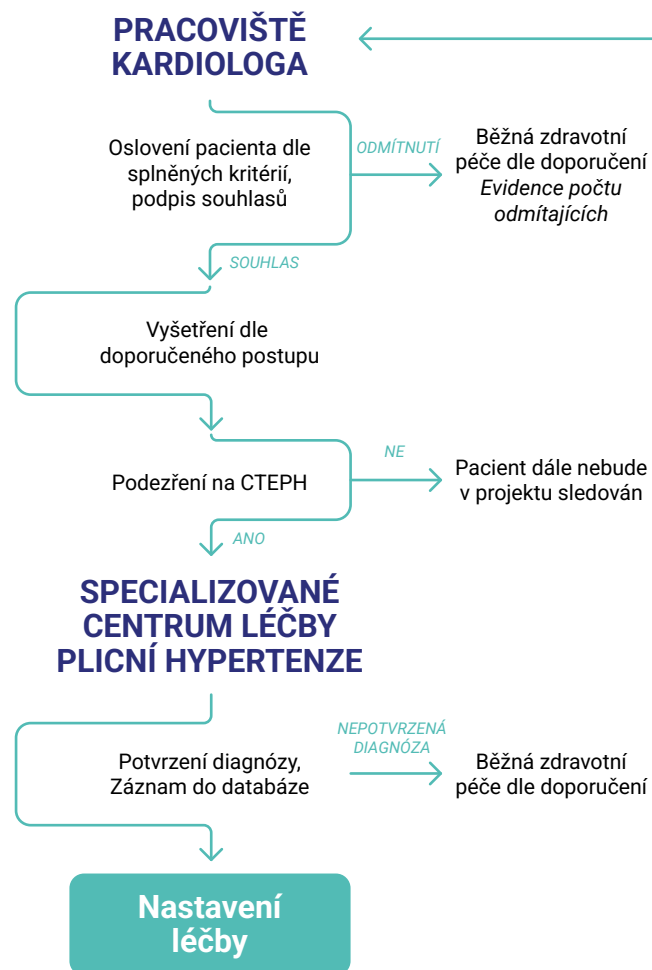 PRACOVIŠTĚ
KARDIOLOGA
Oslovení pacienta dle
splněných kritérií,
podpis souhlasů
ODMÍTNUTÍ
Běžná zdravotní
péče dle doporučení
Evidence počtu
odmítajících
SOUHLAS
Vyšetření dle
doporučeného postupu
Podezření na CTEPH
NE
Pacient dále nebude
v projektu sledován
ANO
SPECIALIZOVANÉ
CENTRUM LÉČBY
PLICNÍ HYPERTENZE
Potvrzení diagnózy,
Záznam do databáze
NEPOTVRZENÁ
DIAGNÓZA
Běžná zdravotní
péče dle doporučení
Nastavení
léčby